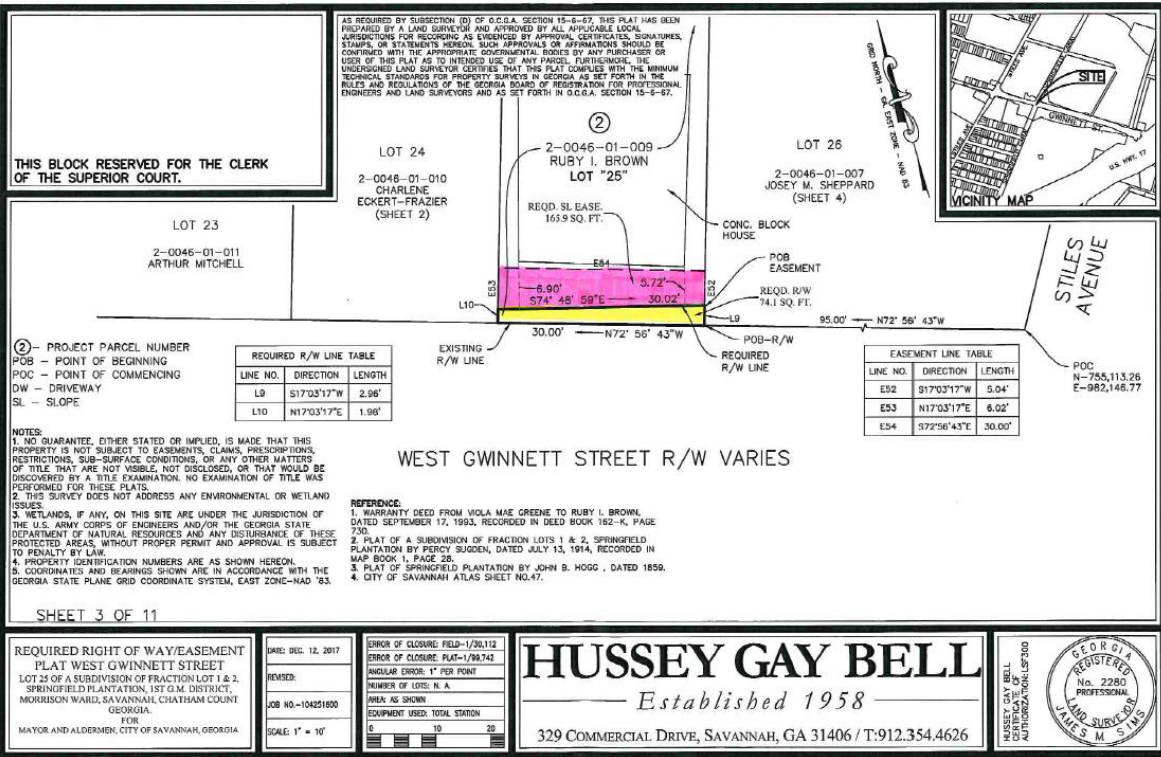 THIS BLOCK RESERVED FOR THE CLERK
OF THE SUPERIOR COURT.
AS REQUIRED BY SUBSECTION (D) OF O.C.G.A. SECTION 15-6-67, THIS PLAT HAS BEEN
PREPARED BY A LAND SURVEYOR AND APPROVED BY ALL APPLICABLE LOCAL
JURISDICTIONS FOR RECORDING AS EVIDENCED BY APPROVAL CERTIFICATES, SIGNATURES,
STAMPS, OR STATEMENTS HEREON. SUCH APPROVALS OR AFFIRMATIONS SHOULD BE
CONFIRMED WITH THE APPROPRIATE GOVERNMENTAL BODIES BY ANY PURCHASER OR
USER OF THIS PLAT AS TO INTENDED USE OF ANY PARCEL. FURTHERMORE, THE
UNDERSIGNED LAND SURVEYOR CERTIFIES THAT THIS PLAT COMPLIES WITH THE MINIMUM
TECHNICAL STANDARDS FOR PROPERTY SURVEYS IN GEORGIA AS SET FORTH IN THE
RULES AND REGULATIONS OF THE GEORGIA BOARD OF REGISTRATION FOR PROFESSIONAL
ENGINEERS AND LAND SURVEYORS AND AS SET FORTH IN O.C.G.A. SECTION 15-6-67.
GRID NORTH - GA. EAST ZONE - NAD 83
STILES AVE
SITE
GWINNETT ST.
U.S. HWY. 17
VICINITY MAP
LOT 23
2-0046-01-011
ARTHUR MITCHELL
LOT 24
2-0046-01-010
CHARLENE
ECKERT-FRAZIER
(SHEET 2)
2
2-0046-01-009
RUBY I. BROWN
LOT "25"
REQD. SL EASE.
165.9 SQ. FT.
LOT 26
2-0046-01-007
JOSEY M. SHEPPARD
(SHEET 4)
CONC. BLOCK
HOUSE
POB
EASEMENT
REQD. R/W
74.1 SQ. FT.
STILES
AVENUE
E54
E53
E52
6.90'
5.72'
S74° 48' 59"E
30.02'
L10
L9
30.00'
N72° 56' 43"W
95.00'
N72° 56' 43"W
EXISTING
R/W LINE
POB-R/W
REQUIRED
R/W LINE
POC
N-755,113.26
E-982,146.77
2 - PROJECT PARCEL NUMBER
POB - POINT OF BEGINNING
POC - POINT OF COMMENCING
DW - DRIVEWAY
SL - SLOPE
REQUIRED R/W LINE TABLE
LINE NO. DIRECTION LENGTH
L9 S17°03'17"W 2.96'
L10 N17°03'17"E 1.98'
EASEMENT LINE TABLE
LINE NO. DIRECTION LENGTH
E52 S17°03'17"W 5.04'
E53 N17°03'17"E 6.02'
E54 S72°56'43"E 30.00'
WEST GWINNETT STREET R/W VARIES
NOTES:
1. NO GUARANTEE, EITHER STATED OR IMPLIED, IS MADE THAT THIS
PROPERTY IS NOT SUBJECT TO EASEMENTS, CLAIMS, PRESCRIPTIONS,
RESTRICTIONS, SUB-SURFACE CONDITIONS, OR ANY OTHER MATTERS
OF TITLE THAT ARE NOT VISIBLE, NOT DISCLOSED, OR THAT WOULD BE
DISCOVERED BY A TITLE EXAMINATION. NO EXAMINATION OF TITLE WAS
PERFORMED FOR THESE PLATS.
2. THIS SURVEY DOES NOT ADDRESS ANY ENVIRONMENTAL OR WETLAND
ISSUES.
3. WETLANDS, IF ANY, ON THIS SITE ARE UNDER THE JURISDICTION OF
THE U.S. ARMY CORPS OF ENGINEERS AND/OR THE GEORGIA STATE
DEPARTMENT OF NATURAL RESOURCES AND ANY DISTURBANCE OF THESE
PROTECTED AREAS, WITHOUT PROPER PERMIT AND APPROVAL IS SUBJECT
TO PENALTY BY LAW.
4. PROPERTY IDENTIFICATION NUMBERS ARE AS SHOWN HEREON.
5. COORDINATES AND BEARINGS SHOWN ARE IN ACCORDANCE WITH THE
GEORGIA STATE PLANE GRID COORDINATE SYSTEM, EAST ZONE-NAD '83.
REFERENCE:
1. WARRANTY DEED FROM VIOLA MAE GREENE TO RUBY I. BROWN,
DATED SEPTEMBER 17, 1993, RECORDED IN DEED BOOK 162-K, PAGE
730.
2. PLAT OF A SUBDIVISION OF FRACTION LOTS 1 & 2, SPRINGFIELD
PLANTATION BY PERCY SUGDEN, DATED JULY 13, 1914, RECORDED IN
MAP BOOK 1, PAGE 28.
3. PLAT OF SPRINGFIELD PLANTATION BY JOHN B. HOGG , DATED 1859.
4. CITY OF SAVANNAH ATLAS SHEET NO.47.
SHEET 3 OF 11
REQUIRED RIGHT OF WAY/EASEMENT
PLAT WEST GWINNETT STREET
LOT 25 OF A SUBDIVISION OF FRACTION LOT 1 & 2,
SPRINGFIELD PLANTATION, 1ST G.M. DISTRICT,
MORRISON WARD, SAVANNAH, CHATHAM COUNT
GEORGIA.
FOR
MAYOR AND ALDERMEN, CITY OF SAVANNAH, GEORGIA
DATE: DEC. 12, 2017
REVISED:
JOB NO.-104251600
SCALE: 1" = 10'
ERROR OF CLOSURE: FIELD-1/30,112
ERROR OF CLOSURE: PLAT-1/99,742
ANGULAR ERROR: 1" PER POINT
NUMBER OF LOTS: N. A.
AREA: AS SHOWN
EQUIPMENT USED: TOTAL STATION
0 10 20
HUSSEY GAY BELL
Established 1958
329 COMMERCIAL DRIVE, SAVANNAH, GA 31406 / T:912.354.4626
HUSSEY GAY BELL
CERTIFICATE OF
AUTHORIZATION:LSF300
GEORGIA
REGISTERED
No. 2280
PROFESSIONAL
LAND SURVEYOR
JAMES M SIMS